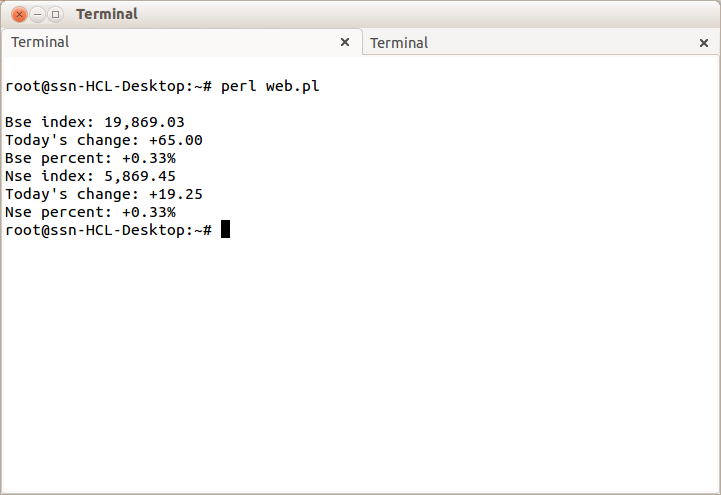 Terminal
Terminal Terminal
root@ssn-HCL-Desktop:~# perl web.pl
Bse index: 19,869.03
Today's change: +65.00
Bse percent: +0.33%
Nse index: 5,869.45
Today's change: +19.25
Nse percent: +0.33%
root@ssn-HCL-Desktop:~#